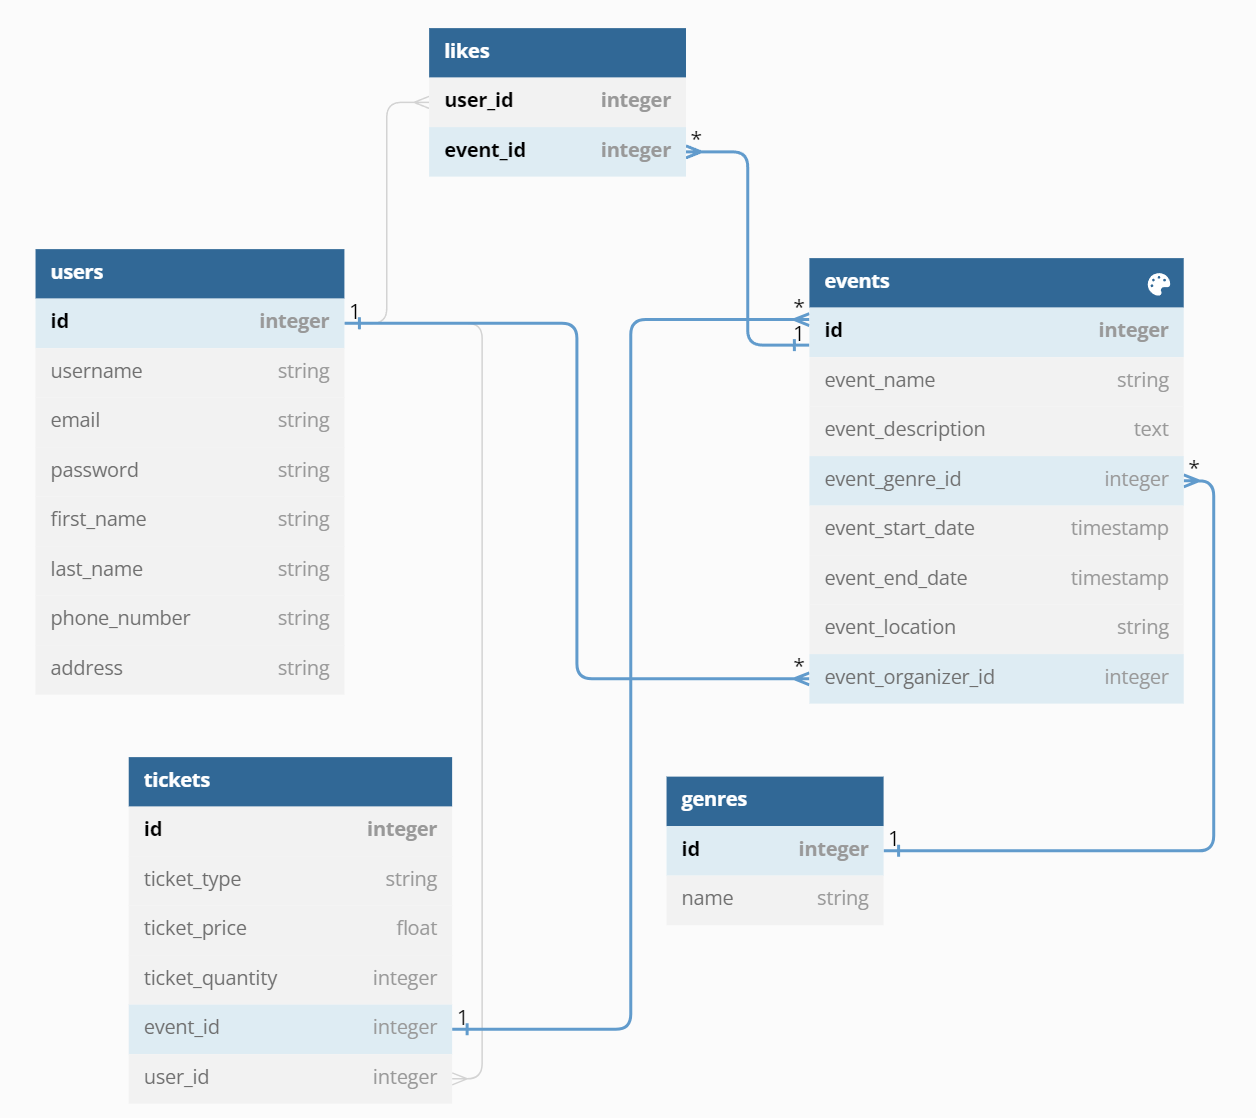 likes
user_id integer
event_id integer
*
users
id integer
1
username string
email string
password string
first_name string
last_name string
phone_number string
address string
events
*
1
id integer
event_name string
event_description text
event_genre_id integer
*
event_start_date timestamp
event_end_date timestamp
event_location string
*
event_organizer_id integer
tickets
id integer
ticket_type string
ticket_price float
ticket_quantity integer
event_id integer
1
user_id integer
genres
id integer
1
name string